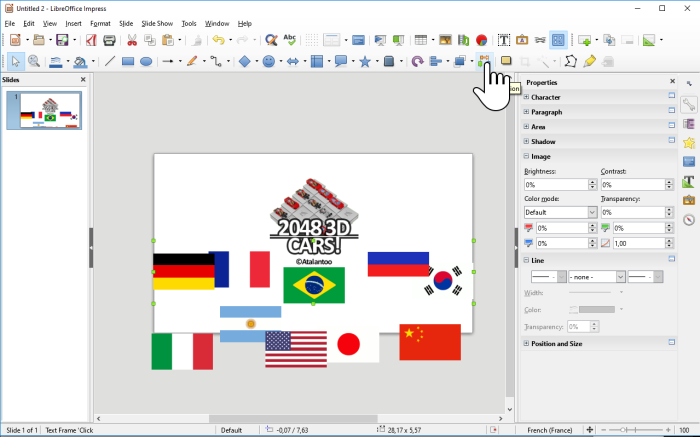 Untitled 2 - LibreOffice Impress
File Edit View Insert Format Slide Slide Show Tools Window Help
Slides
1
2048 3D
CARS!
©Atalantoo
Properties
Character
Paragraph
Area
Shadow
Image
Brightness: Contrast:
0% 0%
Color mode: Transparency:
Default 0%
0% 0%
0% 1,00
Line
- none -
Width:
Color:
Transparency: 0%
Position and Size
Slide 1 of 1 Text Frame 'Click Default -0,07 / 7,63 28,17 x 5,57 French (France) 100